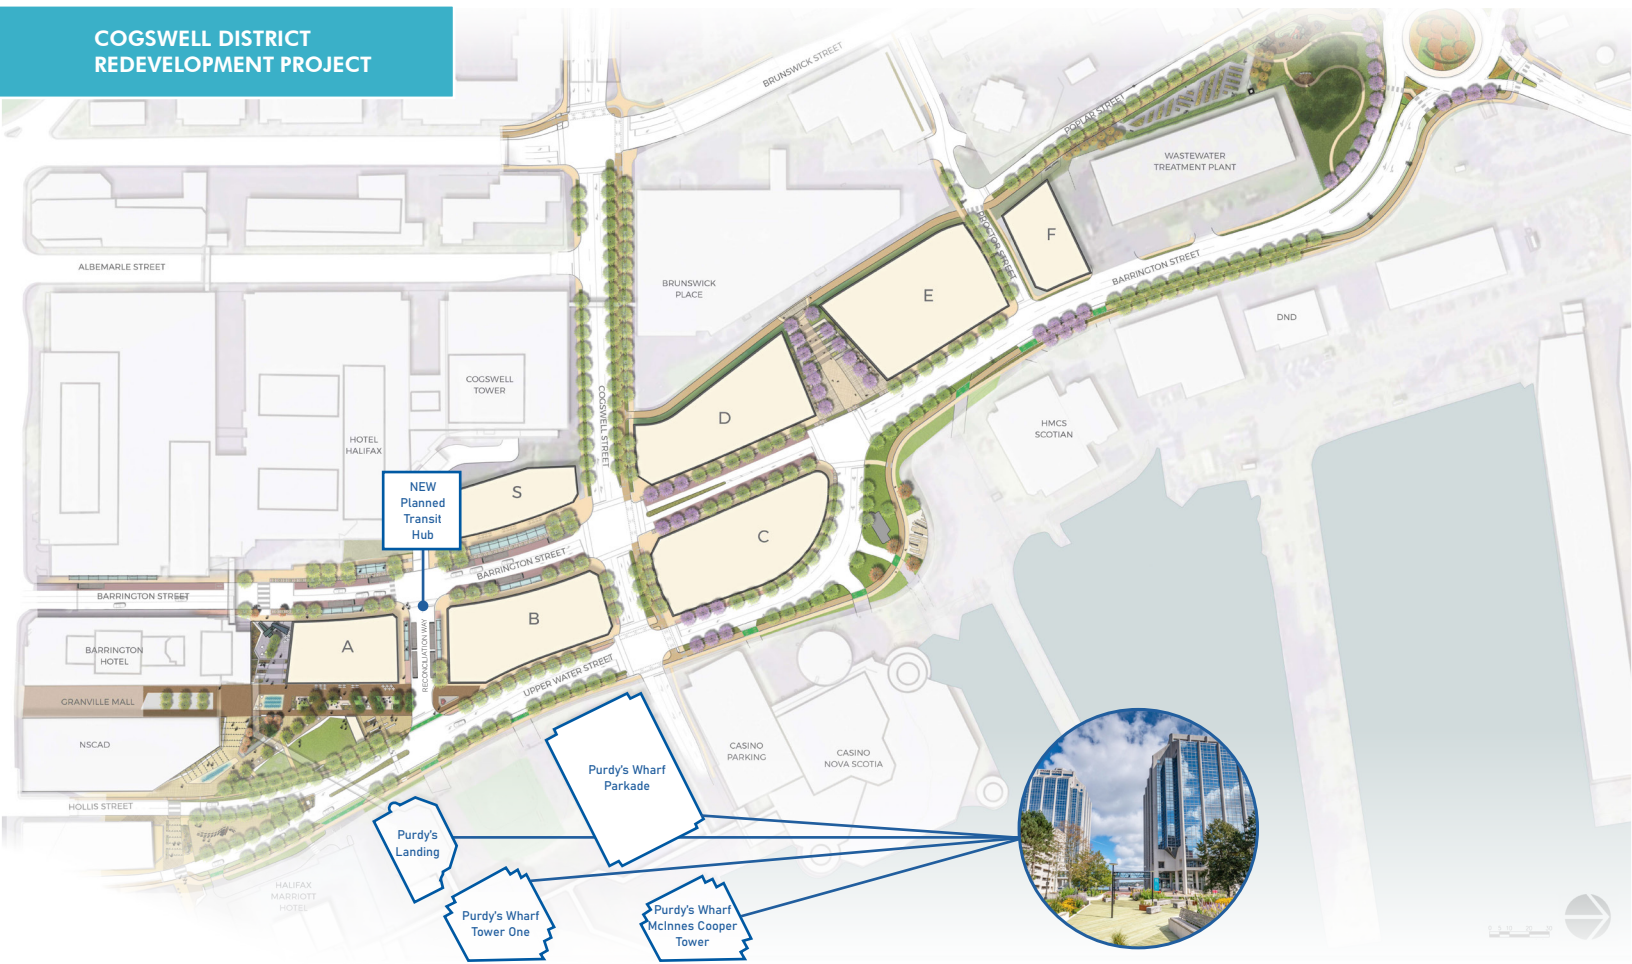 COGSWELL DISTRICT
REDEVELOPMENT PROJECT
BRUNSWICK STREET
POPLAR STREET
WASTEWATER
TREATMENT PLANT
ALBEMARLE STREET
BRUNSWICK
PLACE
PROCTOR STREET
F
E
BARRINGTON STREET
DND
COGSWELL
TOWER
COGSWELL STREET
D
HMCS
SCOTIAN
HOTEL
HALIFAX
NEW
Planned
Transit
Hub
S
C
BARRINGTON STREET
BARRINGTON STREET
B
A
RECONCILIATION WAY
BARRINGTON
HOTEL
UPPER WATER STREET
GRANVILLE MALL
NSCAD
CASINO
PARKING
CASINO
NOVA SCOTIA
Purdy's Wharf
Parkade
HOLLIS STREET
Purdy's
Landing
HALIFAX
MARRIOTT
HOTEL
Purdy's Wharf
Tower One
Purdy's Wharf
McInnes Cooper
Tower